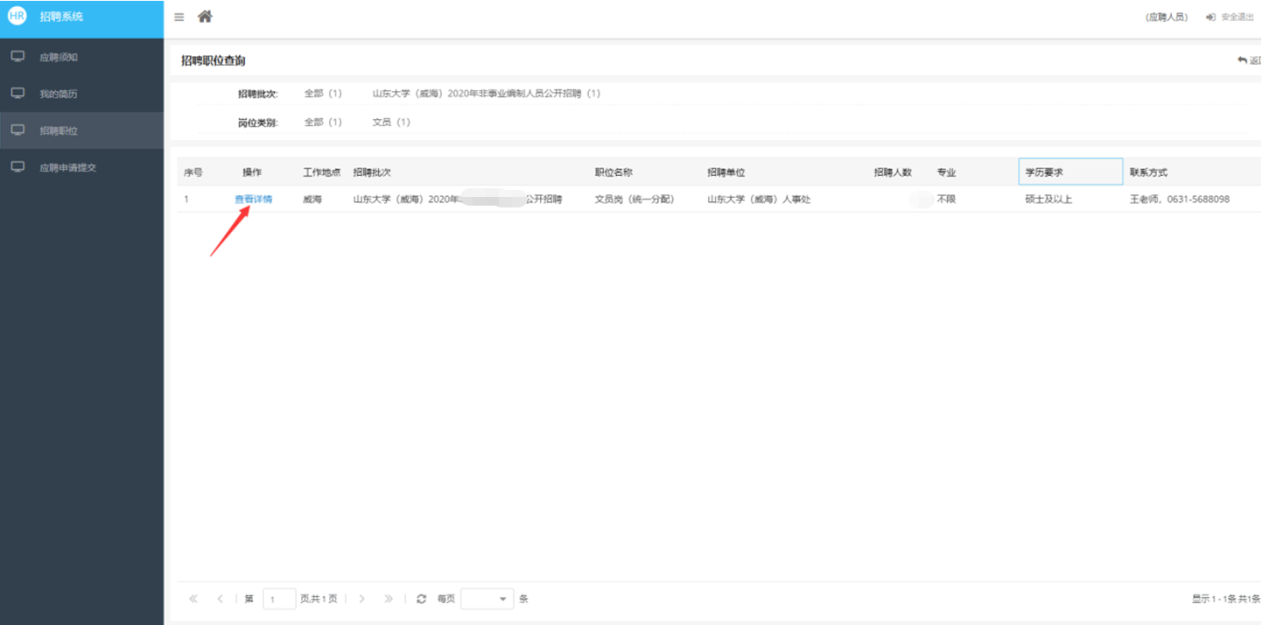 HR 招聘系统
(应聘人员) 安全退出
应聘须知
我的简历
招聘职位
应聘申请提交
招聘职位查询
返回
招聘批次: 全部（1） 山东大学（威海）2020年非事业编制人员公开招聘（1）
岗位类别: 全部（1） 文员（1）
序号 操作 工作地点 招聘批次 职位名称 招聘单位 招聘人数 专业 学历要求 联系方式
1 查看详情 威海 山东大学（威海）2020年 公开招聘 文员岗（统一分配） 山东大学（威海）人事处 不限 硕士及以上 王老师，0631-5688098
第 1 页,共 1 页 每页 条 显示 1 - 1条 共1条